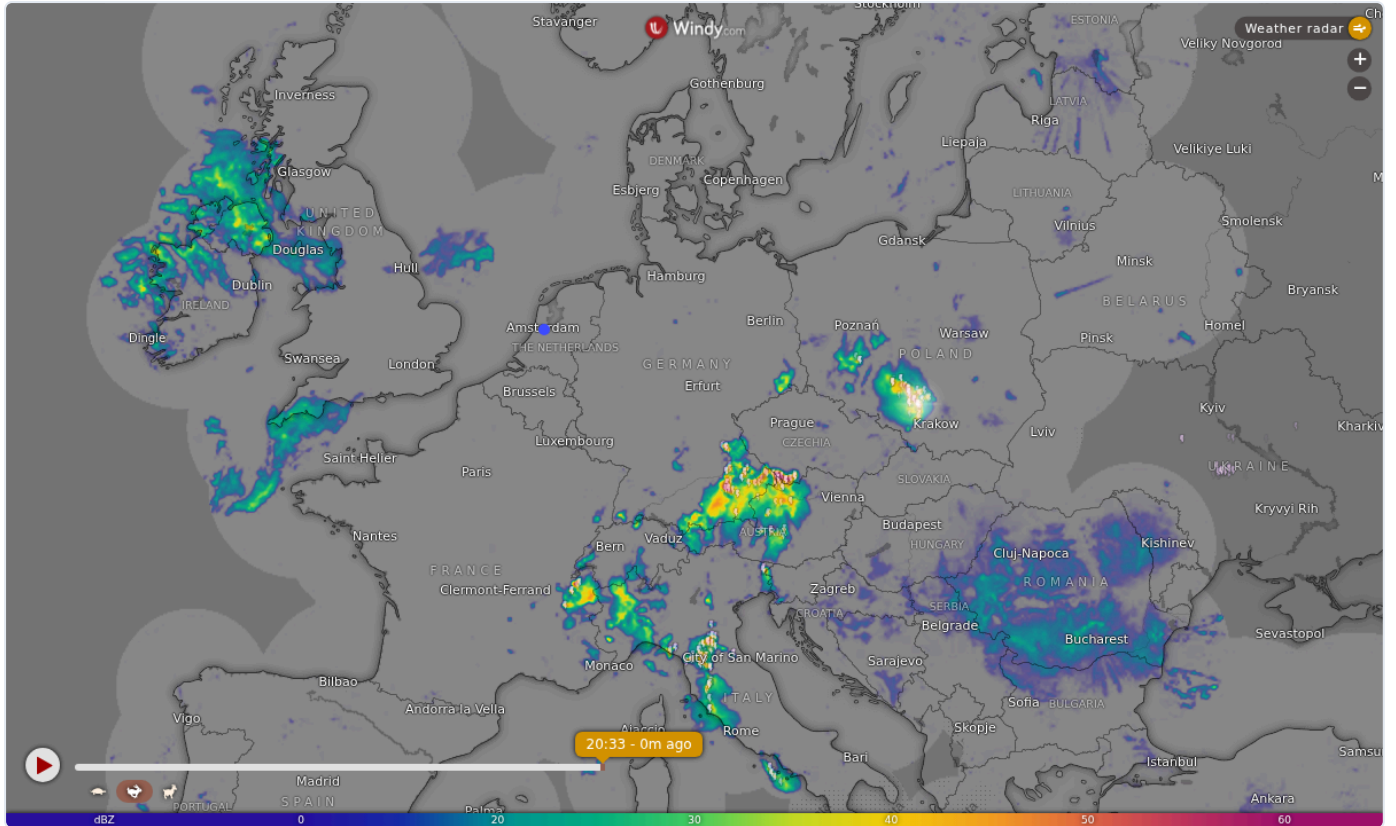 Stockholm
Stavanger
ESTONIA
Windy.com
Weather radar
Veliky Novgorod
+
Gothenburg
−
Inverness
LATVIA
Riga
Liepaja
Velikiye Luki
DENMARK
Glasgow
Copenhagen
Esbjerg
LITHUANIA
UNITED
KINGDOM
Smolensk
Vilnius
Gdansk
Douglas
Minsk
Hull
Hamburg
Dublin
Bryansk
BELARUS
IRELAND
Berlin
Poznań
Homel
Amsterdam
Warsaw
Dingle
Pinsk
THE NETHERLANDS
POLAND
Swansea
London
GERMANY
Erfurt
Brussels
Kyiv
Prague
Krakow
Kharkiv
Lviv
Luxembourg
CZECHIA
Saint Helier
UKRAINE
Paris
SLOVAKIA
Vienna
Kryvyi Rih
Budapest
AUSTRIA
Nantes
Vaduz
Bern
HUNGARY
Kishinev
Cluj-Napoca
FRANCE
ROMANIA
Clermont-Ferrand
Zagreb
SERBIA
CROATIA
Belgrade
Sevastopol
Bucharest
City of San Marino
Sarajevo
Monaco
Bilbao
ITALY
Sofia
BULGARIA
Andorra la Vella
Vigo
Skopje
Ajaccio
Rome
20:33 - 0m ago
Bari
Istanbul
Samsu
Madrid
SPAIN
Ankara
PORTUGAL
Palma
dBZ 0 20 30 40 50 60